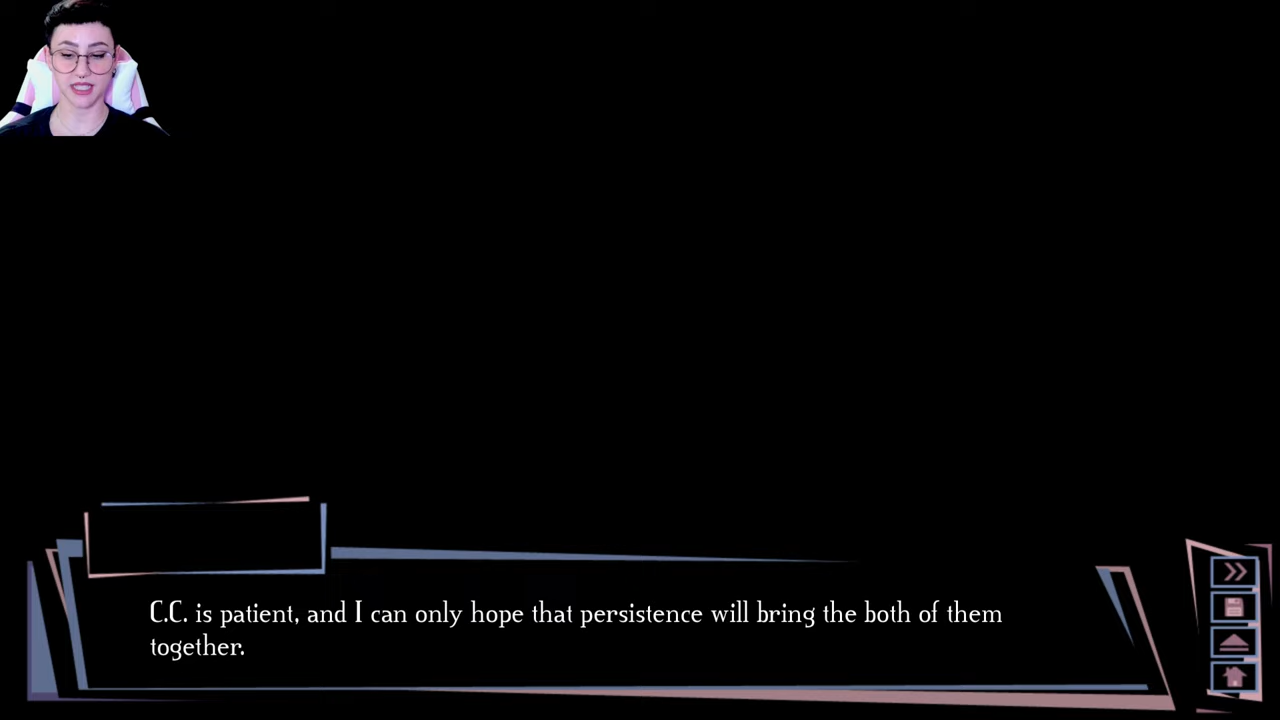 C.C. is patient, and I can only hope that persistence will bring the both of them
together.